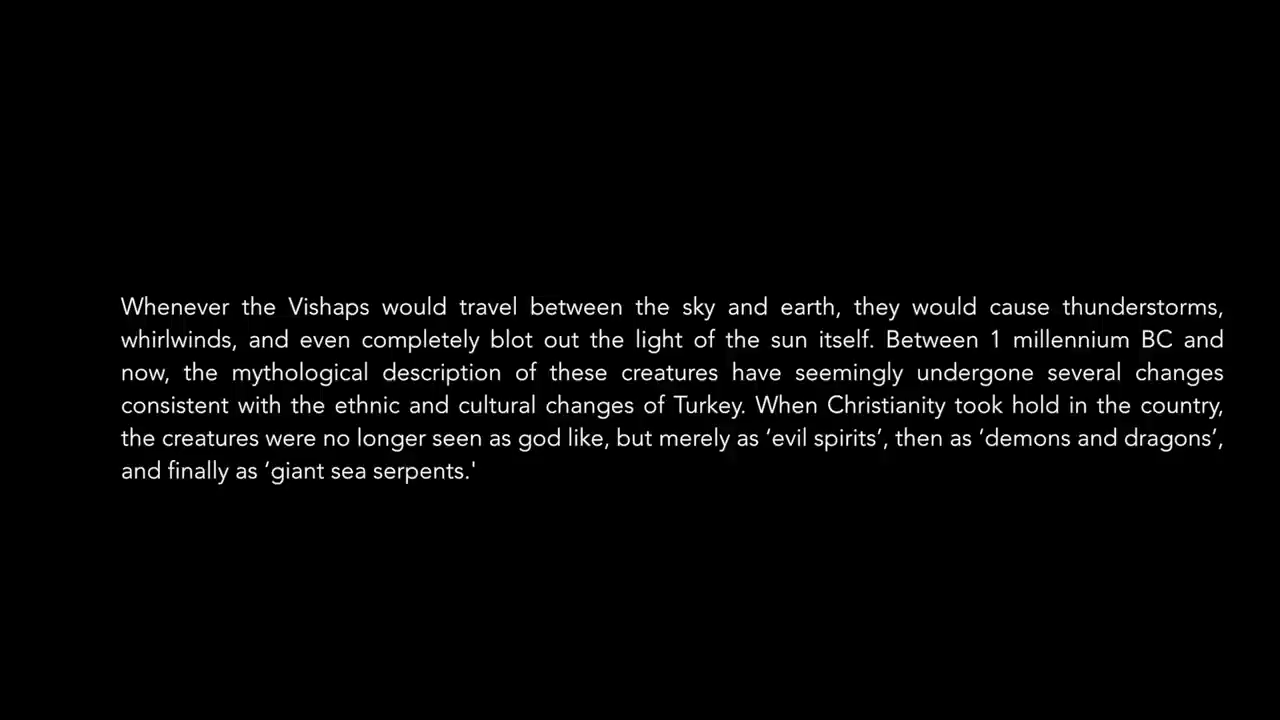 Whenever the Vishaps would travel between the sky and earth, they would cause thunderstorms,
whirlwinds, and even completely blot out the light of the sun itself. Between 1 millennium BC and
now, the mythological description of these creatures have seemingly undergone several changes
consistent with the ethnic and cultural changes of Turkey. When Christianity took hold in the country,
the creatures were no longer seen as god like, but merely as ‘evil spirits’, then as ‘demons and dragons’,
and finally as ‘giant sea serpents.'